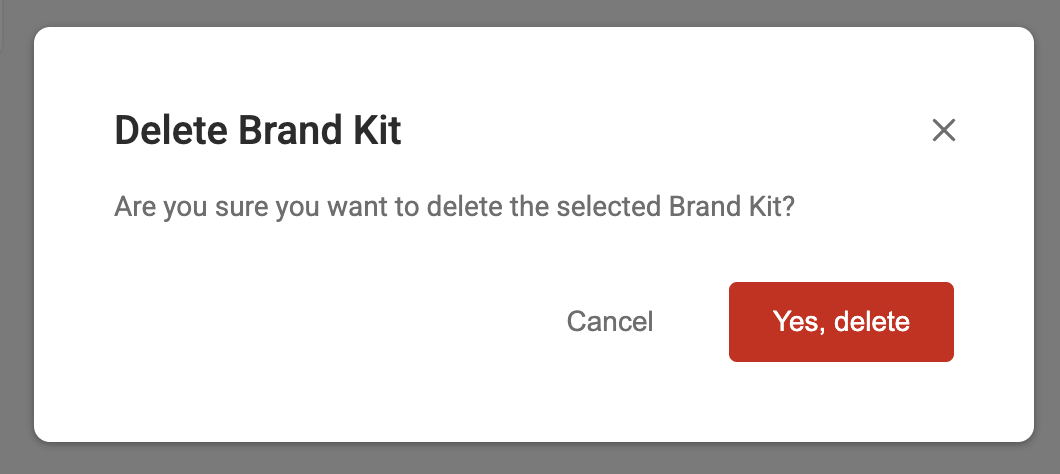 Delete Brand Kit
Are you sure you want to delete the selected Brand Kit?
Cancel
Yes, delete